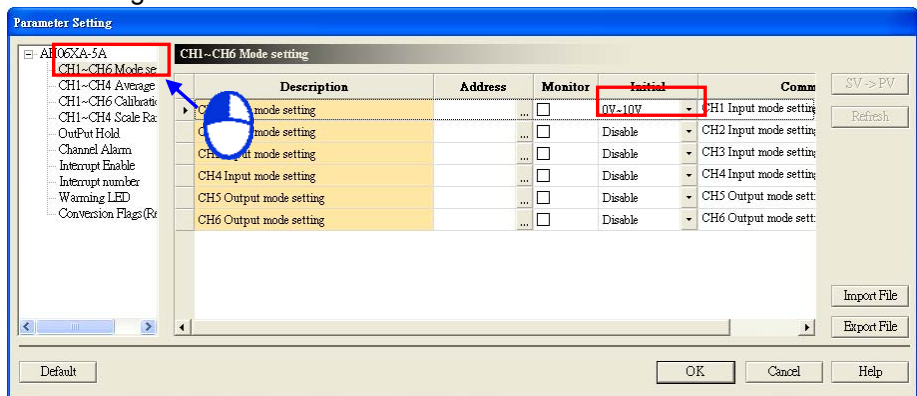 Parameter Setting
AH06XA-5A
CH1~CH6 Mode se
CH1~CH4 Average
CH1~CH6 Calibratio
CH1~CH4 Scale Ra
OutPut Hold
Channel Alarm
Interrupt Enable
Interrupt number
Warning LED
Conversion Flags(Re
CH1~CH6 Mode setting
Description Address Monitor Initial Comm
mode setting ... 0V~10V CH1 Input mode setting
mode setting ... Disable CH2 Input mode setting
mode setting ... Disable CH3 Input mode setting
CH4 Input mode setting ... Disable CH4 Input mode setting
CH5 Output mode setting ... Disable CH5 Output mode sett
CH6 Output mode setting ... Disable CH6 Output mode sett
SV->PV
Refresh
Import File
Export File
Default OK Cancel Help